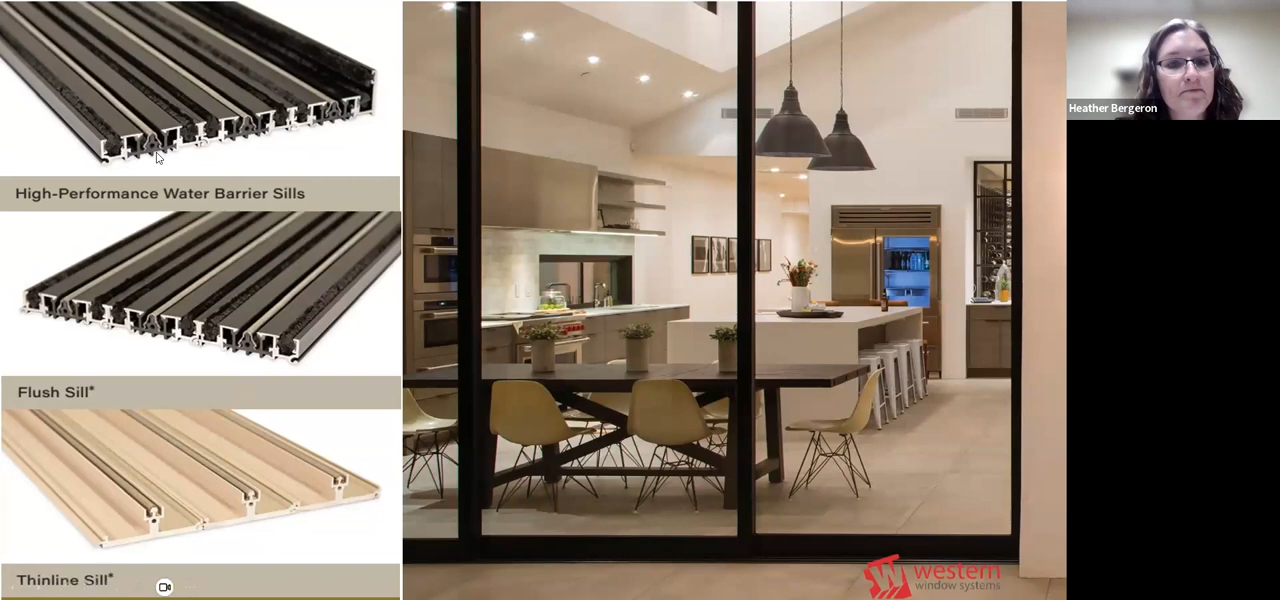 High-Performance Water Barrier Sills
Flush Sill*
Thinline Sill*
western
window systems
Heather Bergeron